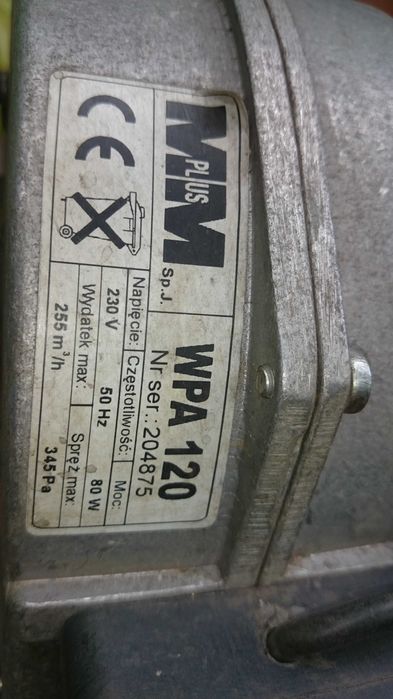 M PLUS M Sp.J.
WPA 120
Nr ser.: 204875
Napięcie: Częstotliwość: Moc:
230 V 50 Hz 80 W
Wydatek max: Spręż max:
255 m³/h 345 Pa
CE